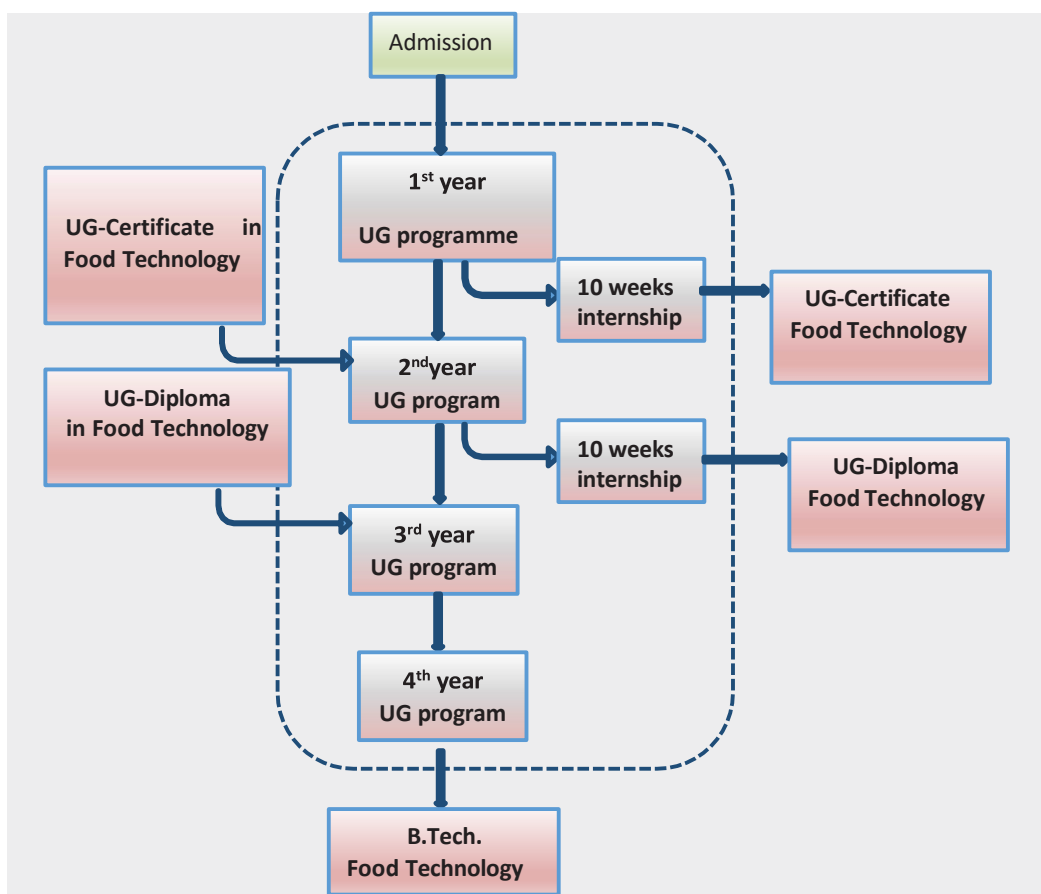 Admission
1st year
UG programme
UG-Certificate in
Food Technology
10 weeks
internship
UG-Certificate
Food Technology
2nd year
UG program
UG-Diploma
in Food Technology
10 weeks
internship
UG-Diploma
Food Technology
3rd year
UG program
4th year
UG program
B.Tech.
Food Technology